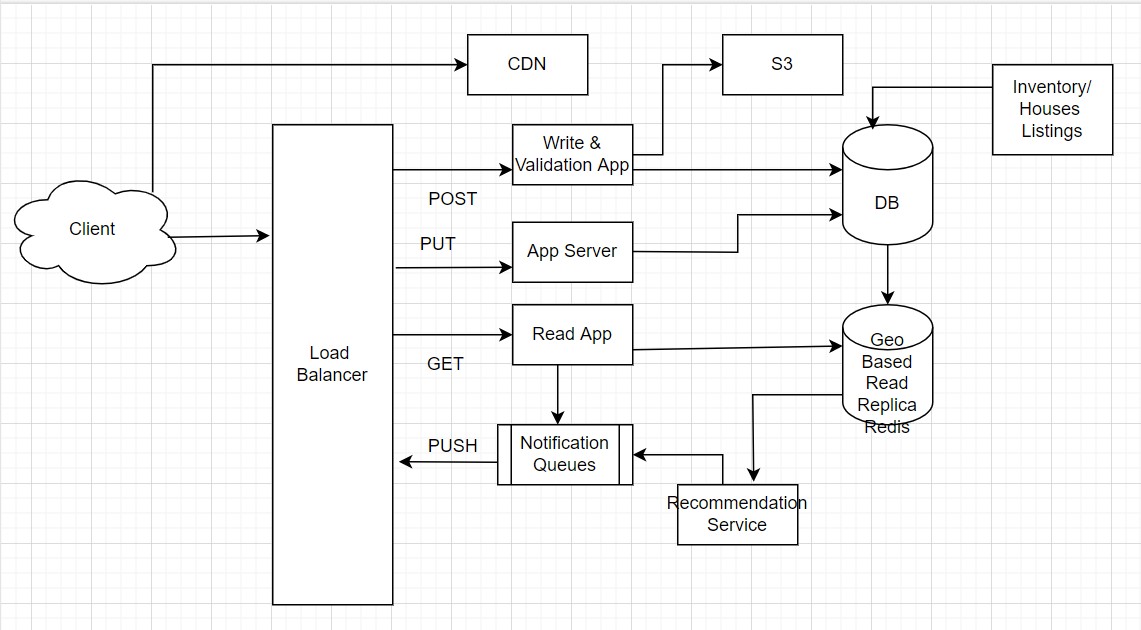 CDN
S3
Inventory/
Houses
Listings
Write &
Validation App
POST
Client
DB
PUT
App Server
Load
Balancer
Read App
GET
Geo
Based
Read
Replica
Redis
PUSH
Notification
Queues
Recommendation
Service